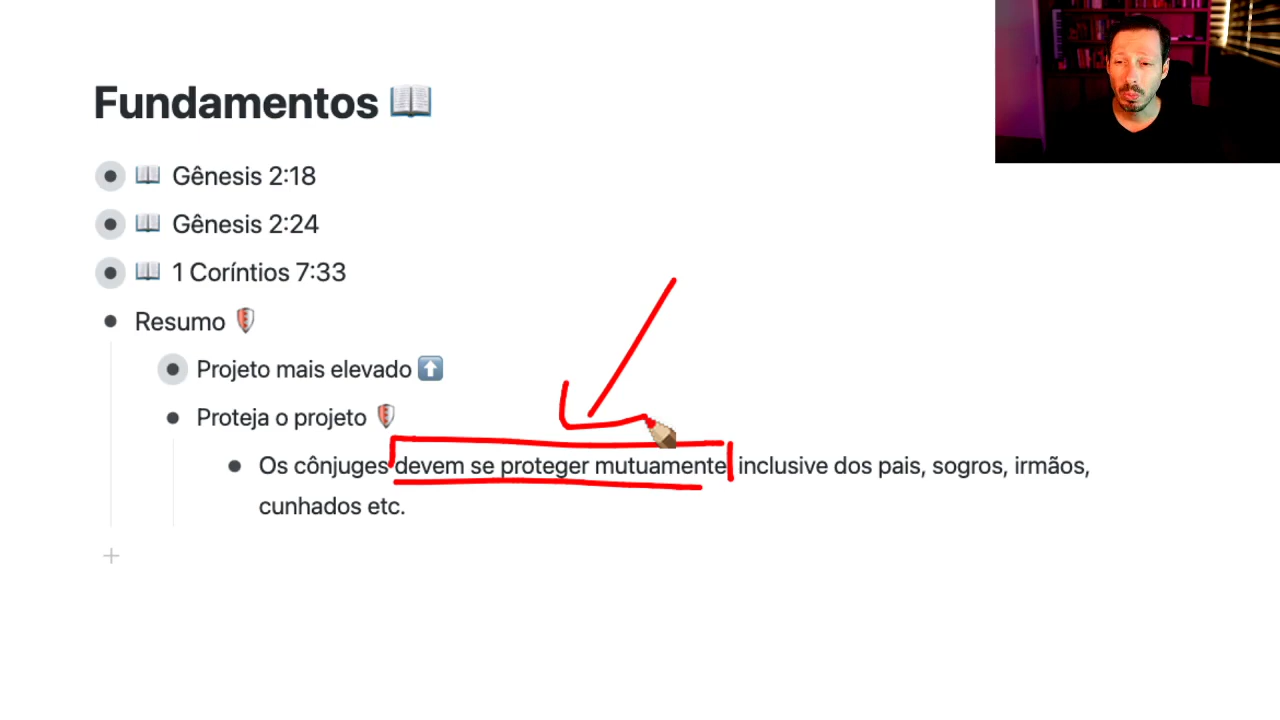 Fundamentos 📖
📖 Gênesis 2:18
📖 Gênesis 2:24
📖 1 Coríntios 7:33
Resumo
Projeto mais elevado ⬆️
Proteja o projeto
Os cônjuges devem se proteger mutuamente inclusive dos pais, sogros, irmãos,
cunhados etc.